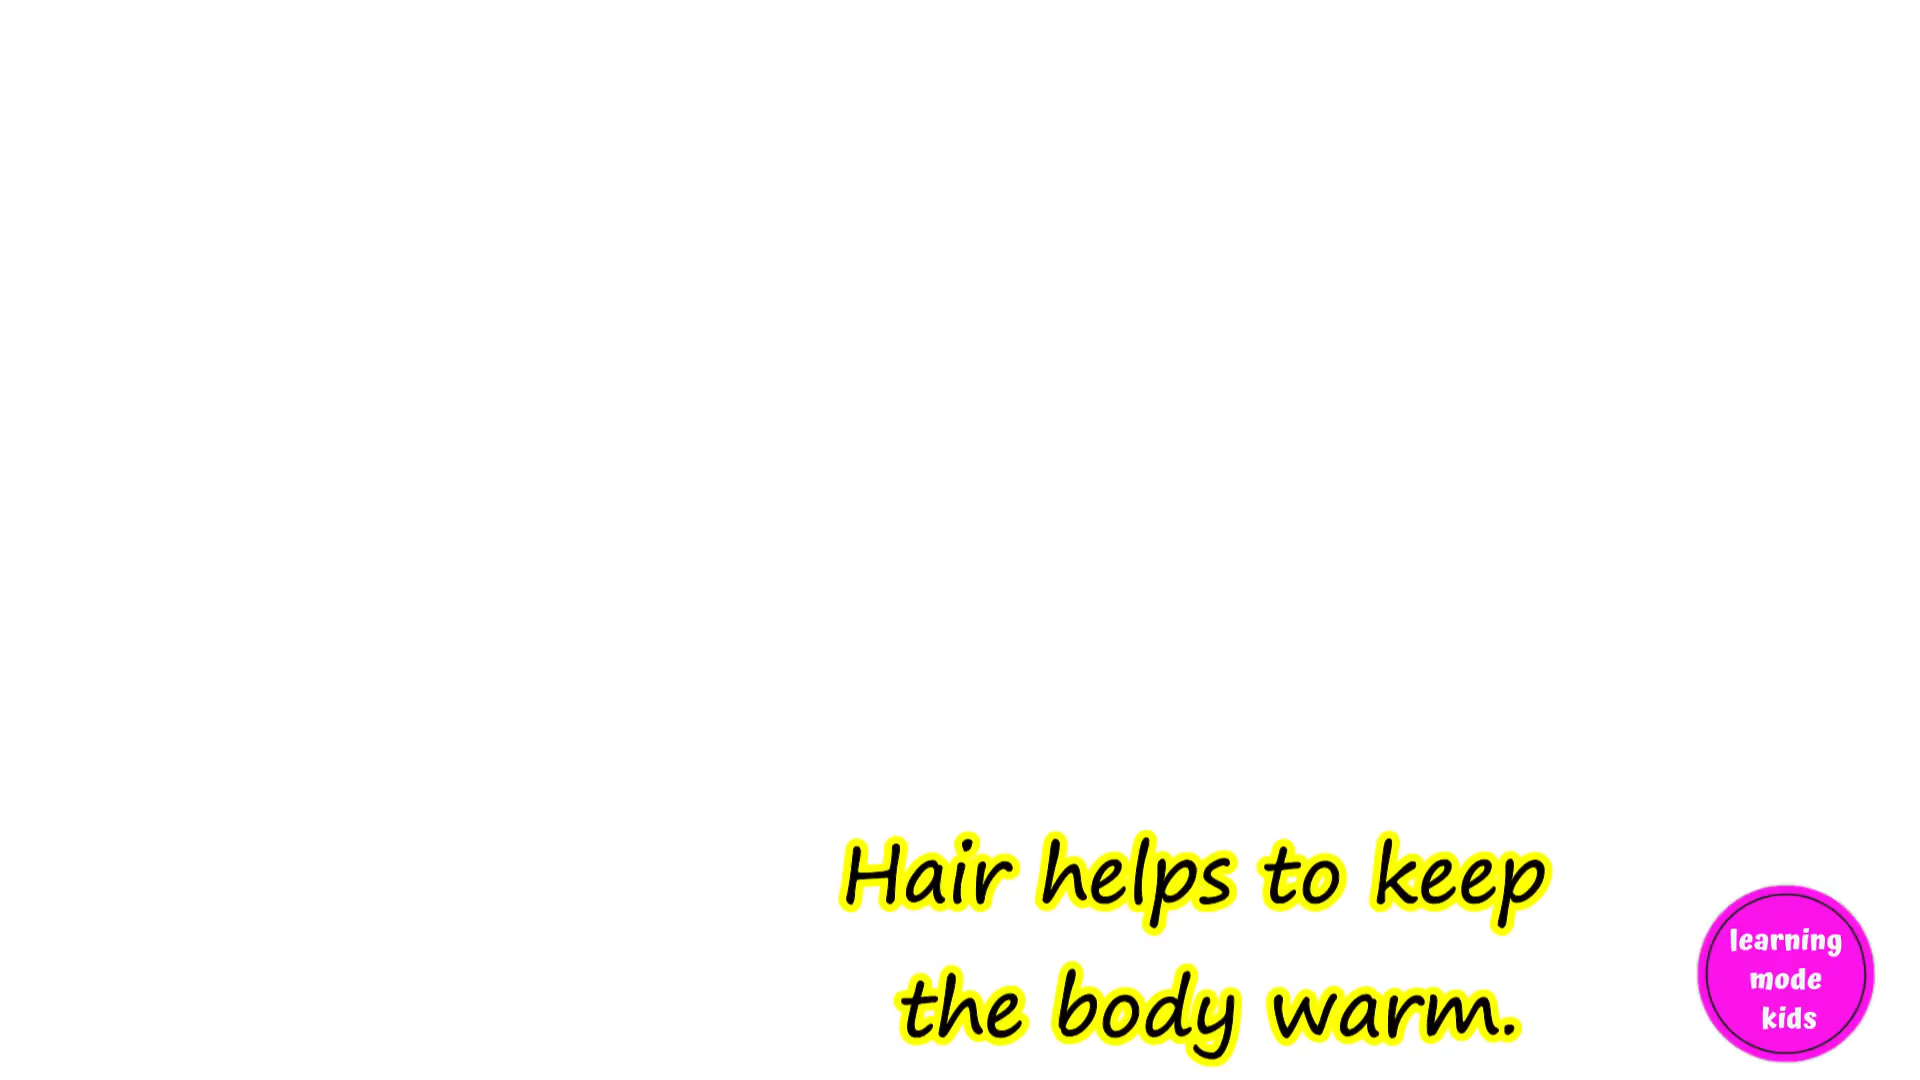 Hair helps to keep
the body warm.
learning
mode
kids